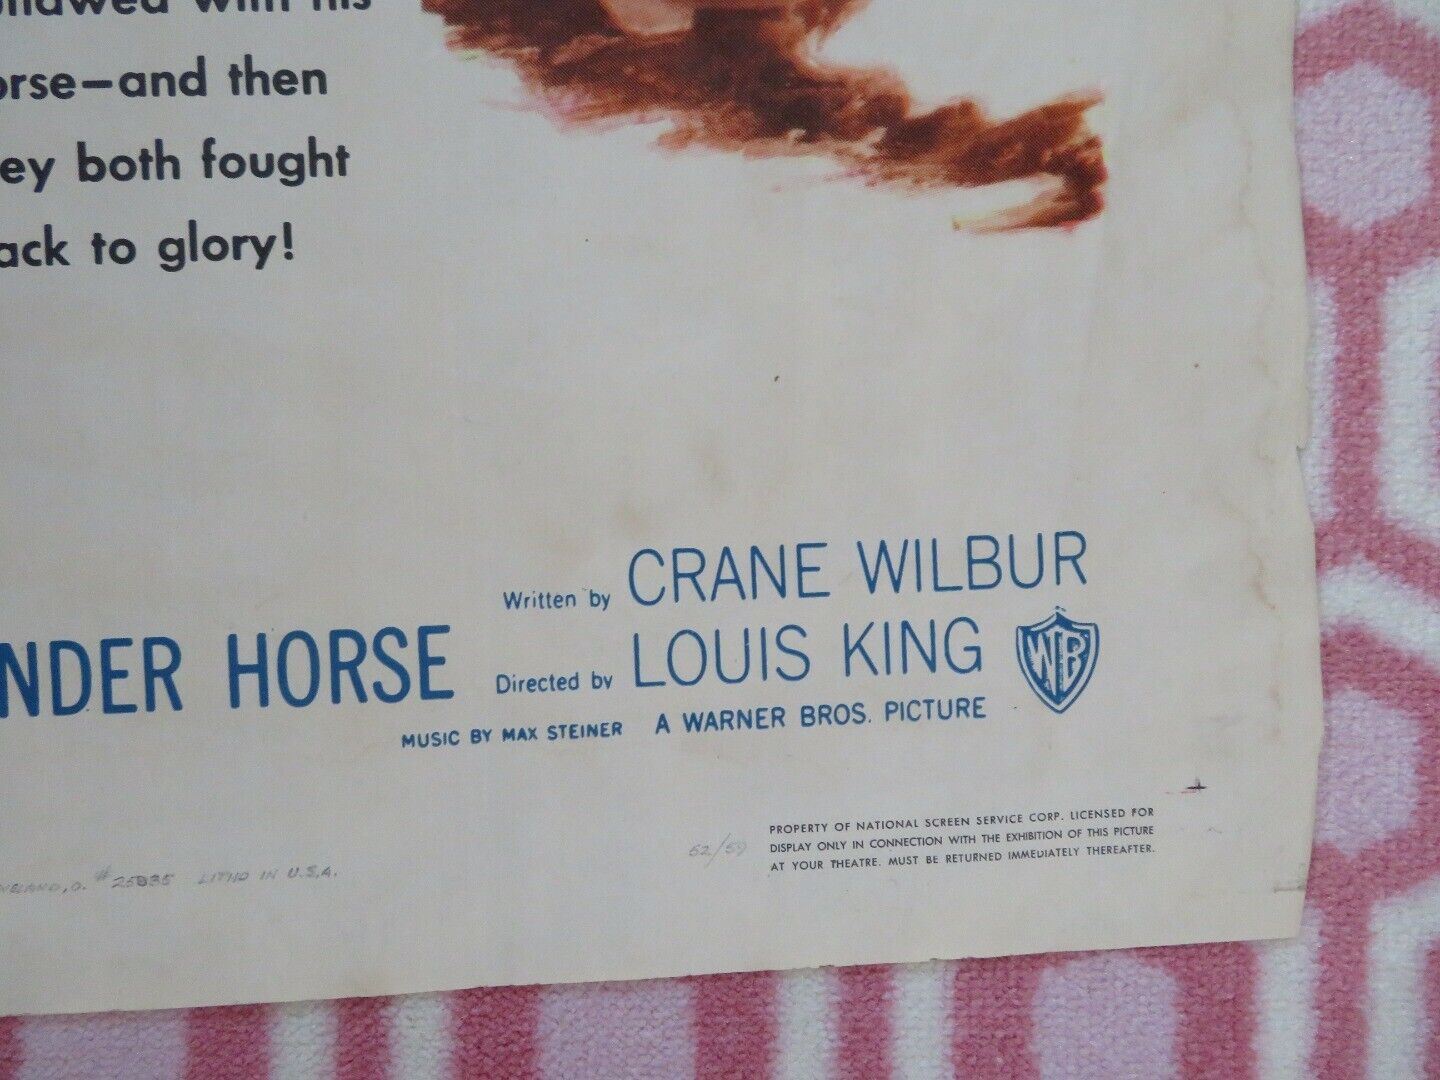 with his
orse—and then
ey both fought
ack to glory!
Written by CRANE WILBUR
NDER HORSE Directed by LOUIS KING
MUSIC BY MAX STEINER A WARNER BROS. PICTURE
WB
PROPERTY OF NATIONAL SCREEN SERVICE CORP. LICENSED FOR
DISPLAY ONLY IN CONNECTION WITH THE EXHIBITION OF THIS PICTURE
AT YOUR THEATRE. MUST BE RETURNED IMMEDIATELY THEREAFTER.
52/59
O. # LITHO IN U.S.A.